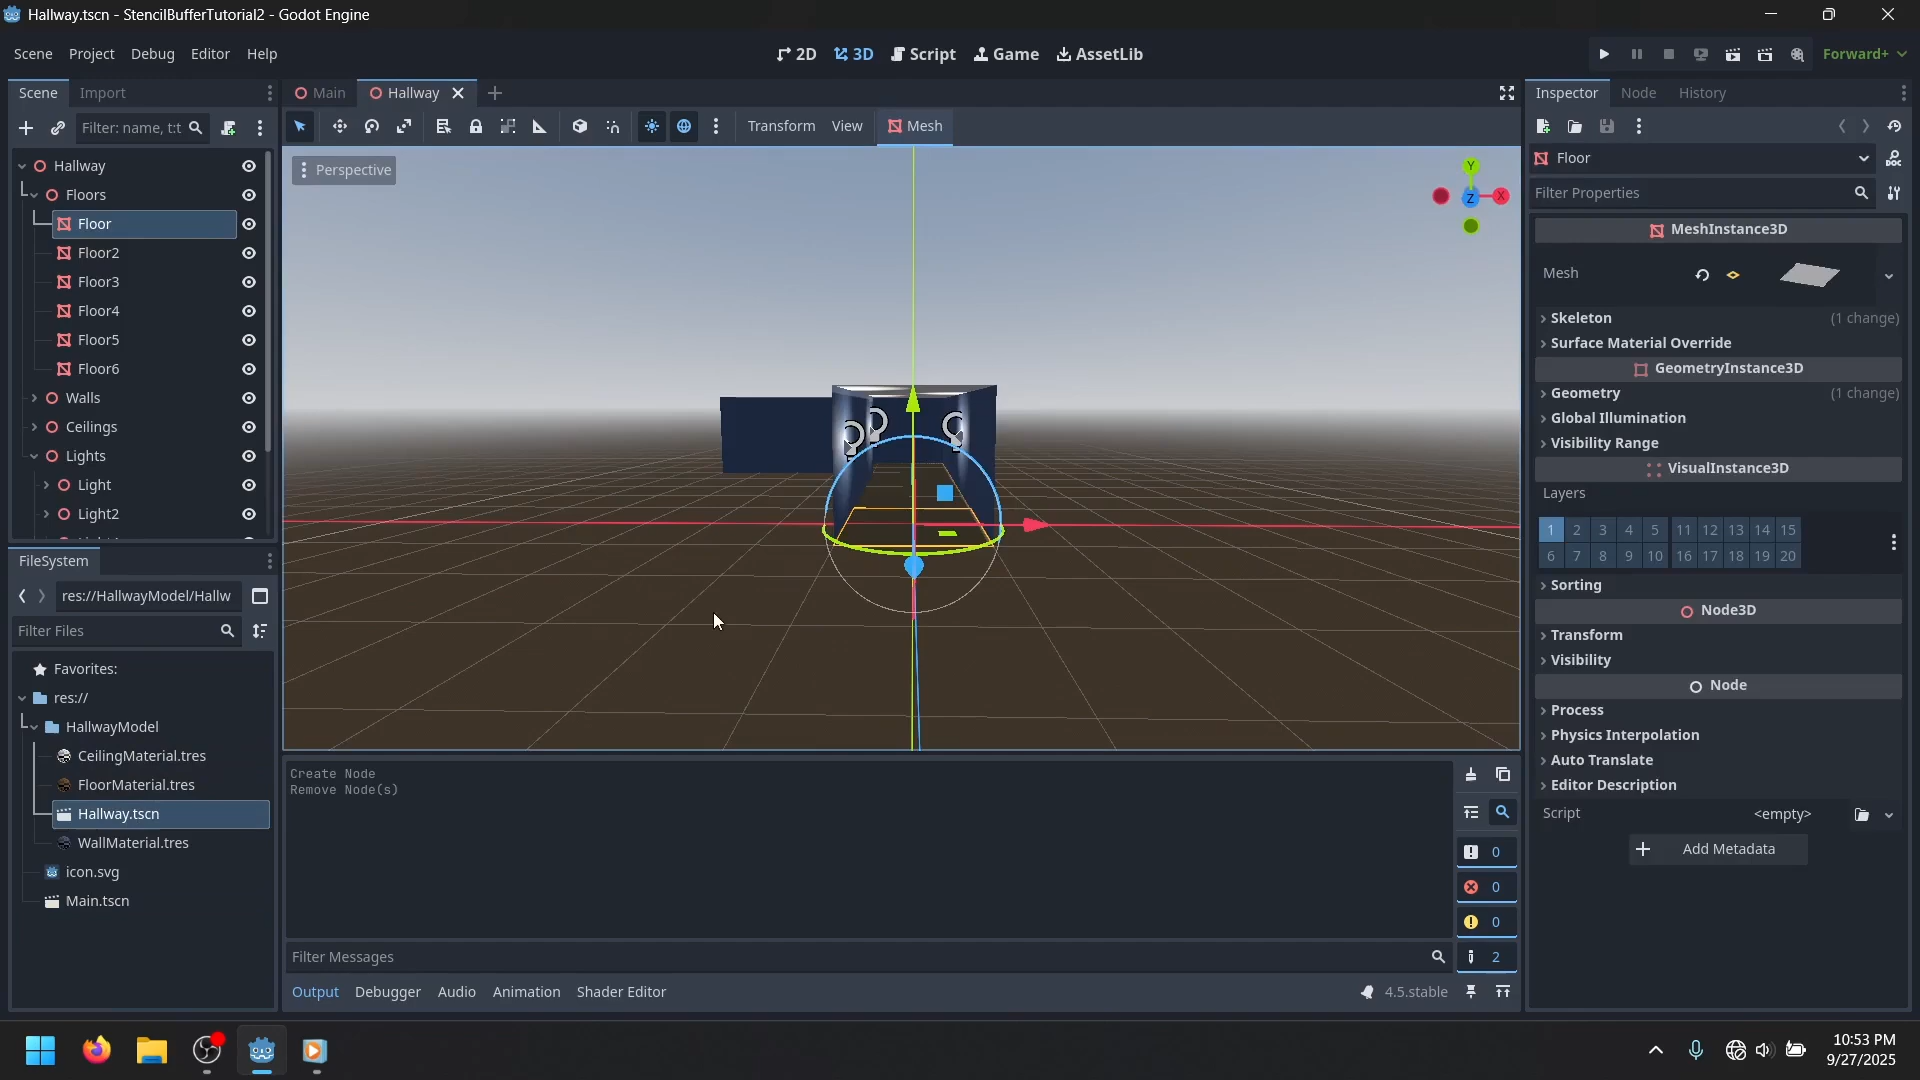 Hallway.tscn - StencilBufferTutorial2 - Godot Engine
Scene Project Debug Editor Help
2D 3D Script Game AssetLib
Forward+
Scene Import
Filter: name, t:t
Hallway
Floors
Floor
Floor2
Floor3
Floor4
Floor5
Floor6
Walls
Ceilings
Lights
Light
Light2
FileSystem
res://HallwayModel/Hallw
Filter Files
Favorites:
res://
HallwayModel
CeilingMaterial.tres
FloorMaterial.tres
Hallway.tscn
WallMaterial.tres
icon.svg
Main.tscn
Main Hallway
Transform View Mesh
Perspective
Y
Z X
Create Node
Remove Node(s)
0
0
0
2
Filter Messages
Output Debugger Audio Animation Shader Editor
4.5.stable
Inspector Node History
Floor
Filter Properties
MeshInstance3D
Mesh
Skeleton (1 change)
Surface Material Override
GeometryInstance3D
Geometry (1 change)
Global Illumination
Visibility Range
VisualInstance3D
Layers
1 2 3 4 5 11 12 13 14 15
6 7 8 9 10 16 17 18 19 20
Sorting
Node3D
Transform
Visibility
Node
Process
Physics Interpolation
Auto Translate
Editor Description
Script <empty>
Add Metadata
10:53 PM
9/27/2025